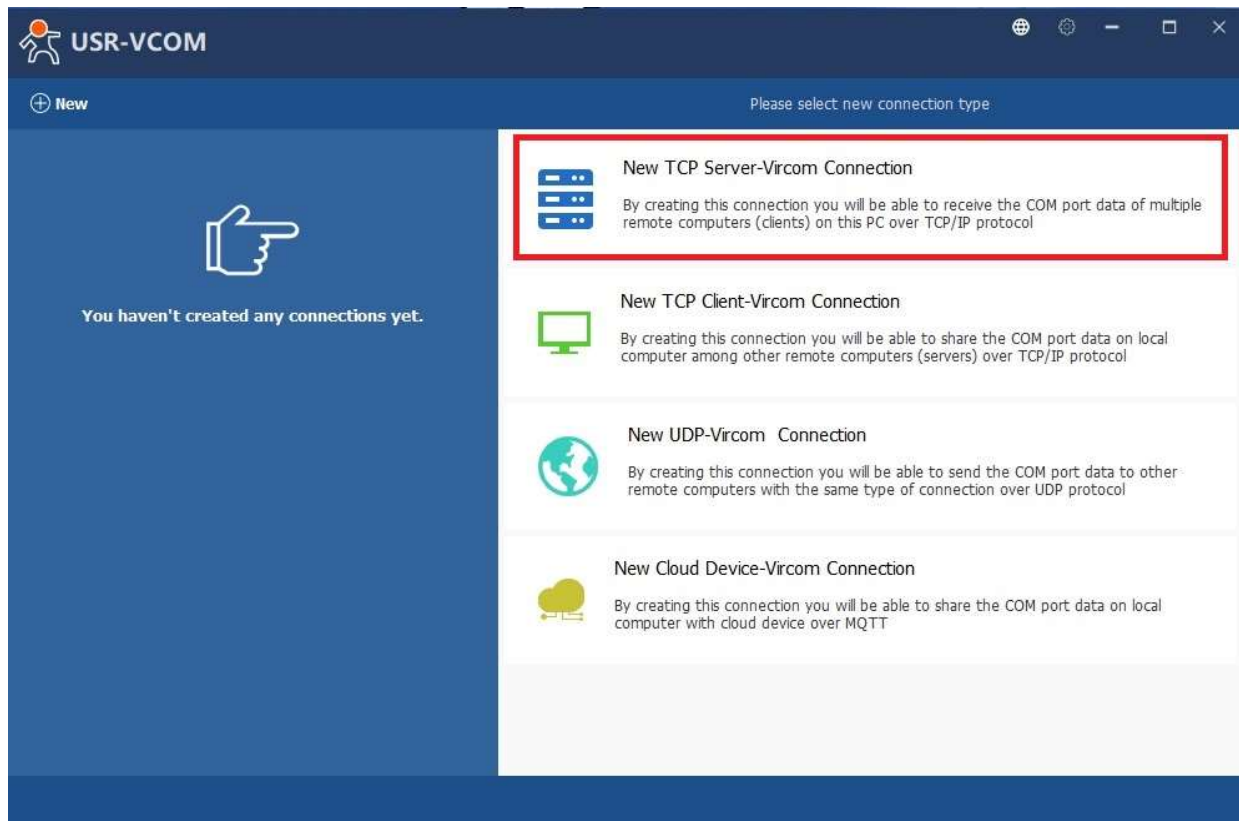 USR-VCOM
New
Please select new connection type
You haven't created any connections yet.
New TCP Server-Vircom Connection
By creating this connection you will be able to receive the COM port data of multiple
remote computers (clients) on this PC over TCP/IP protocol
New TCP Client-Vircom Connection
By creating this connection you will be able to share the COM port data on local
computer among other remote computers (servers) over TCP/IP protocol
New UDP-Vircom Connection
By creating this connection you will be able to send the COM port data to other
remote computers with the same type of connection over UDP protocol
New Cloud Device-Vircom Connection
By creating this connection you will be able to share the COM port data on local
computer with cloud device over MQTT